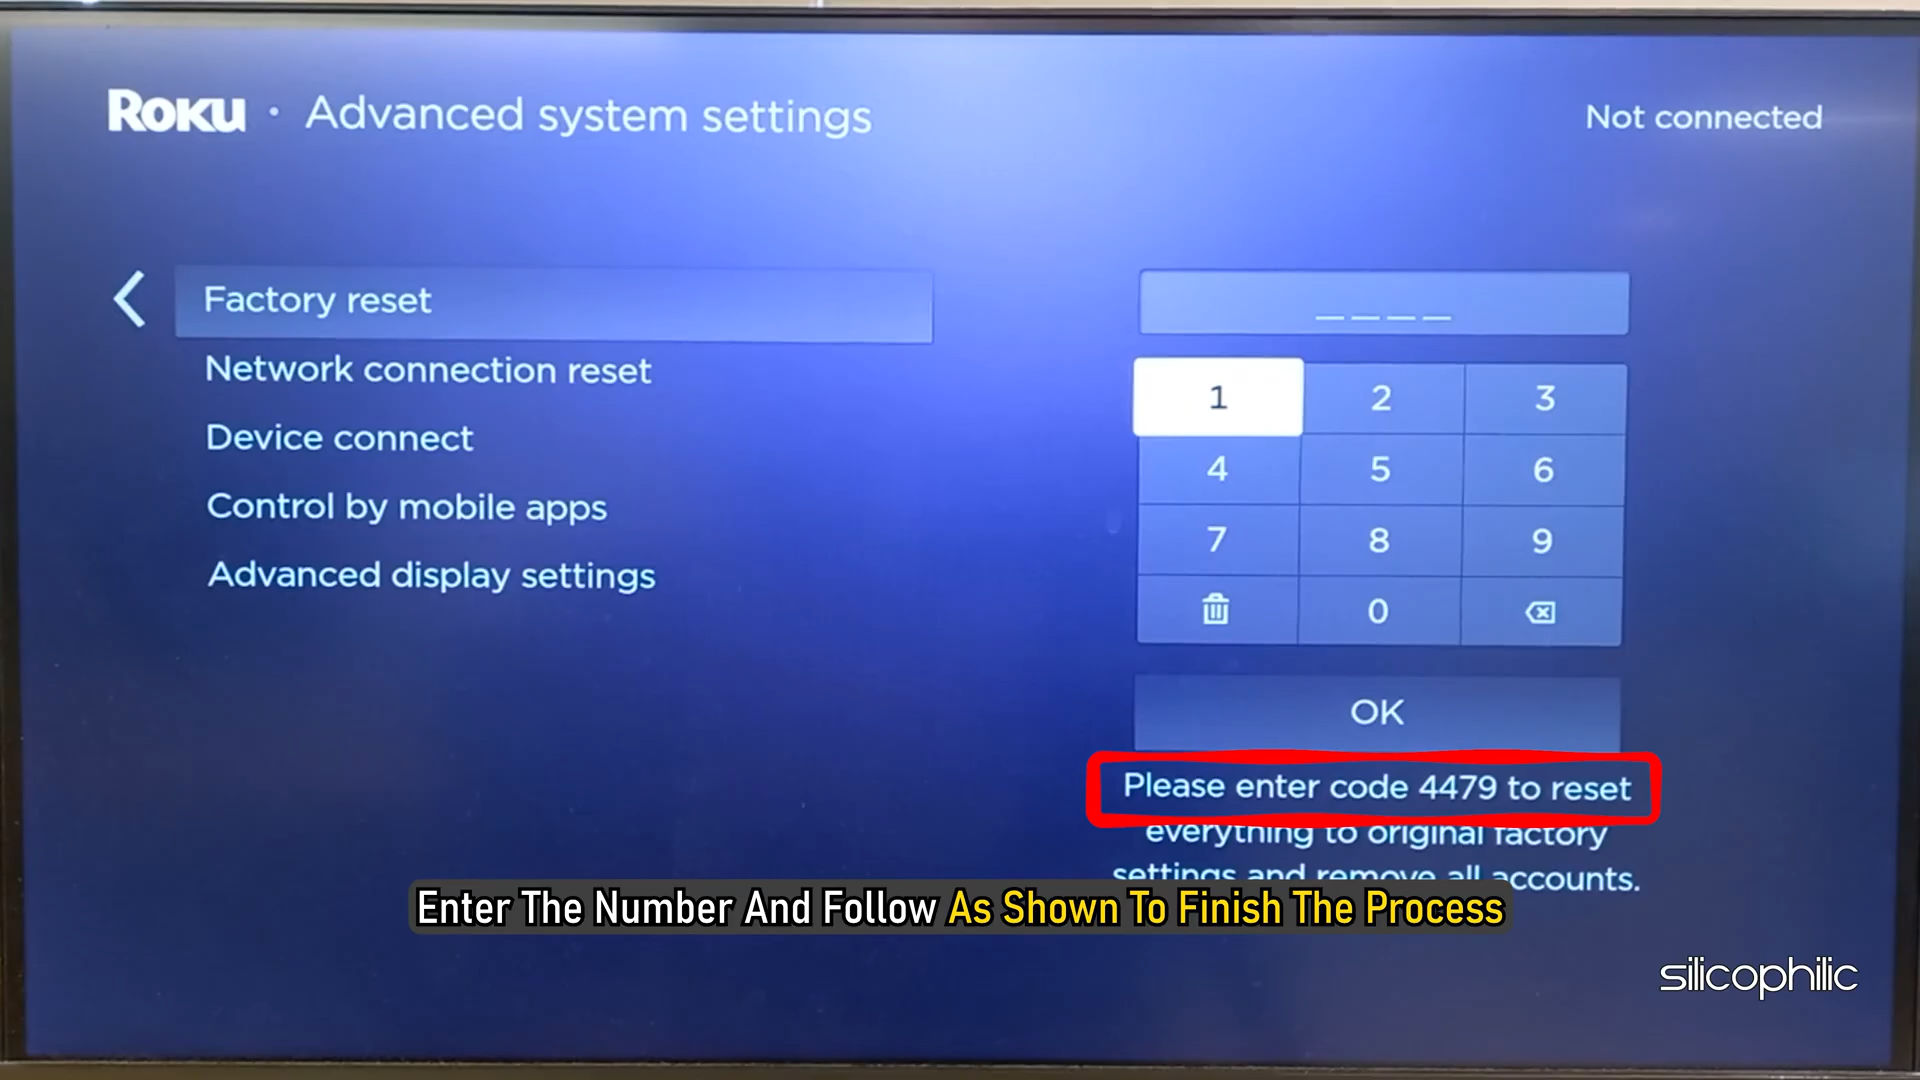 Roku · Advanced system settings
Not connected
Factory reset
Network connection reset
Device connect
Control by mobile apps
Advanced display settings
_ _ _ _
1 2 3
4 5 6
7 8 9
0
OK
Please enter code 4479 to reset
everything to original factory
settings and remove all accounts.
Enter The Number And Follow As Shown To Finish The Process
silicophilic